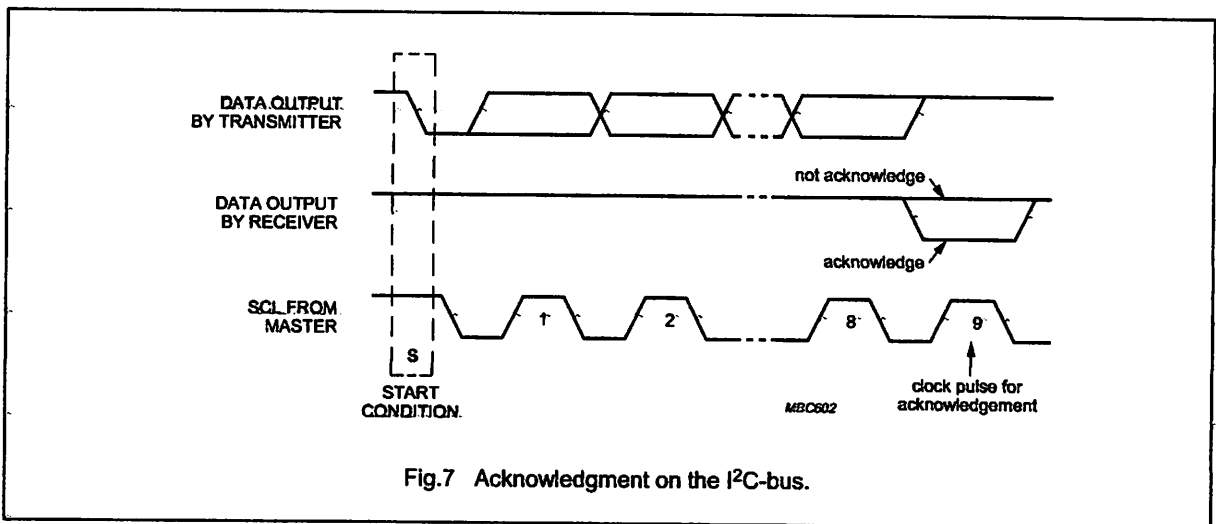 DATA OUTPUT
BY TRANSMITTER
not acknowledge
DATA OUTPUT
BY RECEIVER
acknowledge
SCL FROM
MASTER
1
2
8
9
S
START
CONDITION
clock pulse for
acknowledgement
MBC602
Fig.7 Acknowledgment on the I²C-bus.